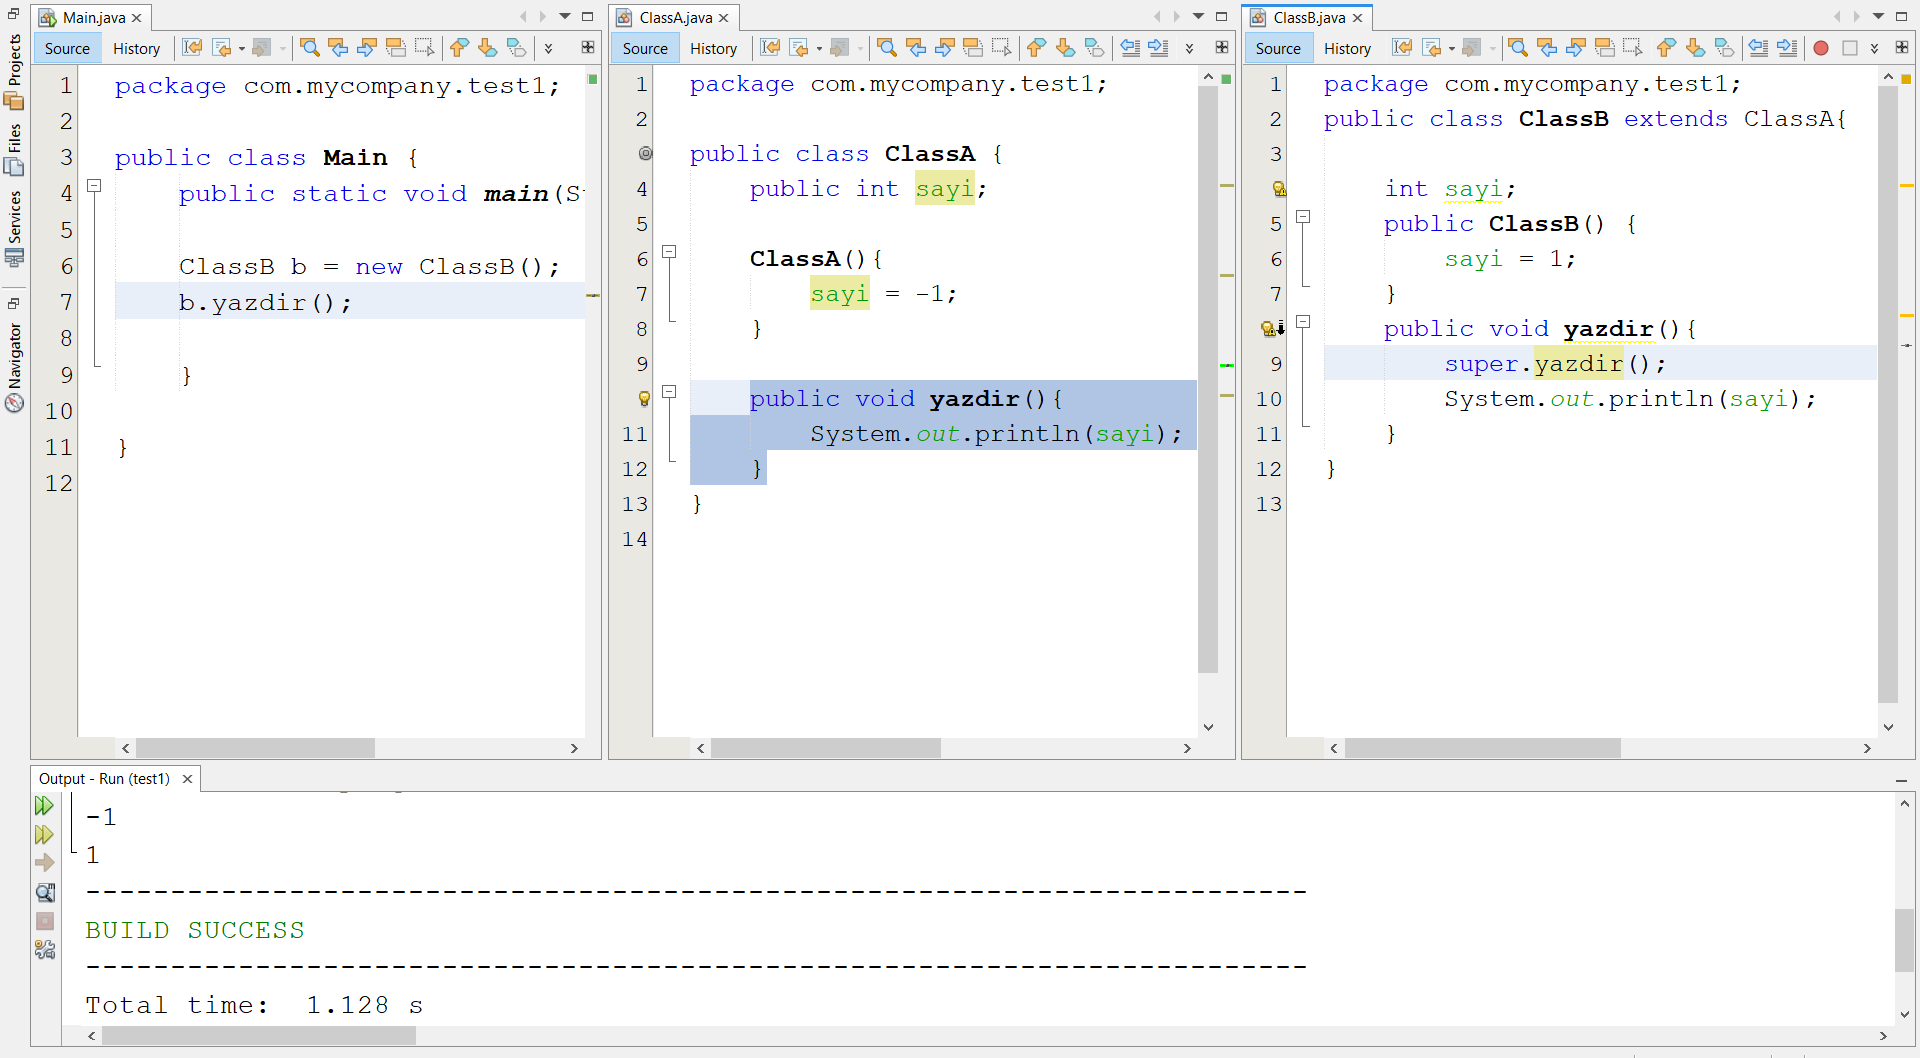 Main.java
Source History
1 package com.mycompany.test1;
2
3 public class Main {
4 public static void main(S
5
6 ClassB b = new ClassB();
7 b.yazdir();
8
9 }
10
11 }
12
ClassA.java
Source History
1 package com.mycompany.test1;
2
public class ClassA {
4 public int sayi;
5
6 ClassA(){
7 sayi = -1;
8 }
9
public void yazdir(){
11 System.out.println(sayi);
12 }
13 }
14
ClassB.java
Source History
1 package com.mycompany.test1;
2 public class ClassB extends ClassA{
3
int sayi;
5 public ClassB() {
6 sayi = 1;
7 }
public void yazdir(){
9 super.yazdir();
10 System.out.println(sayi);
11 }
12 }
13
Projects
Files
Services
Navigator
Output - Run (test1)
-1
1
------------------------------------------------------------------------
BUILD SUCCESS
------------------------------------------------------------------------
Total time:  1.128 s